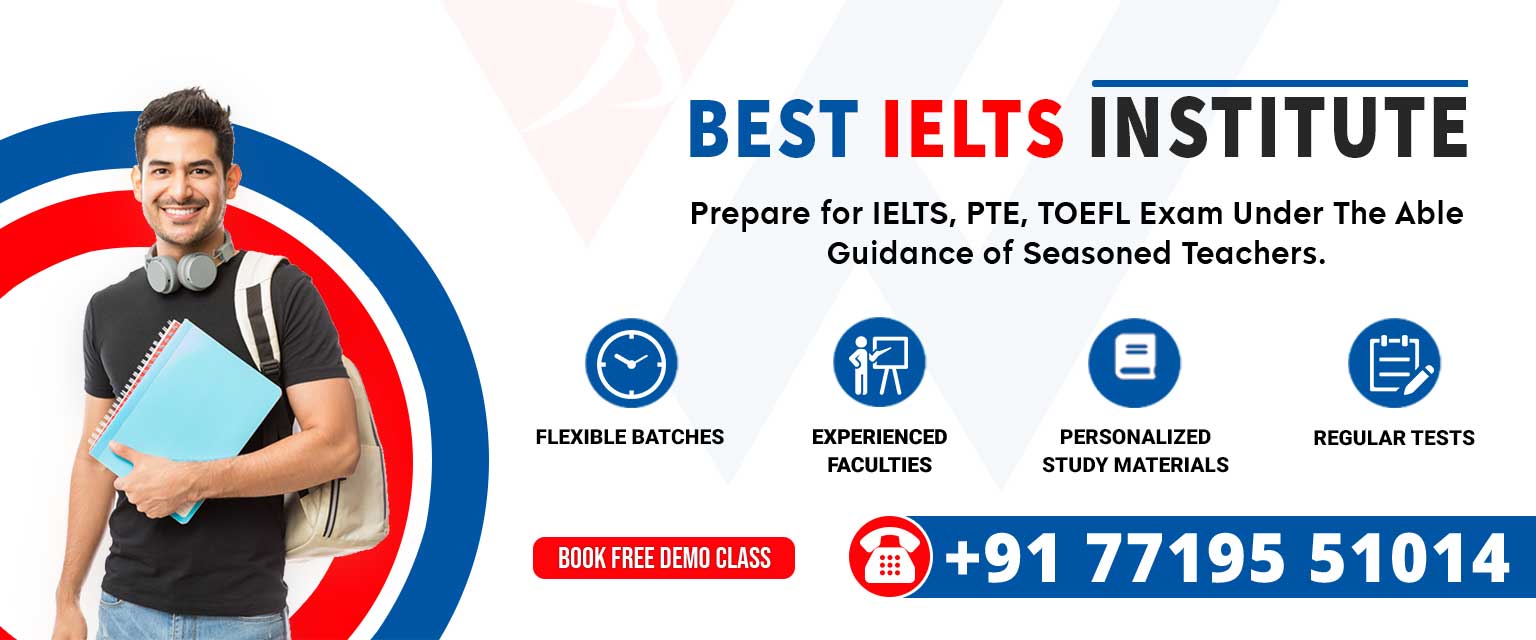 BEST IELTS INSTITUTE
Prepare for IELTS, PTE, TOEFL Exam Under The Able
Guidance of Seasoned Teachers.
FLEXIBLE BATCHES
EXPERIENCED
FACULTIES
PERSONALIZED
STUDY MATERIALS
REGULAR TESTS
BOOK FREE DEMO CLASS
+91 77195 51014